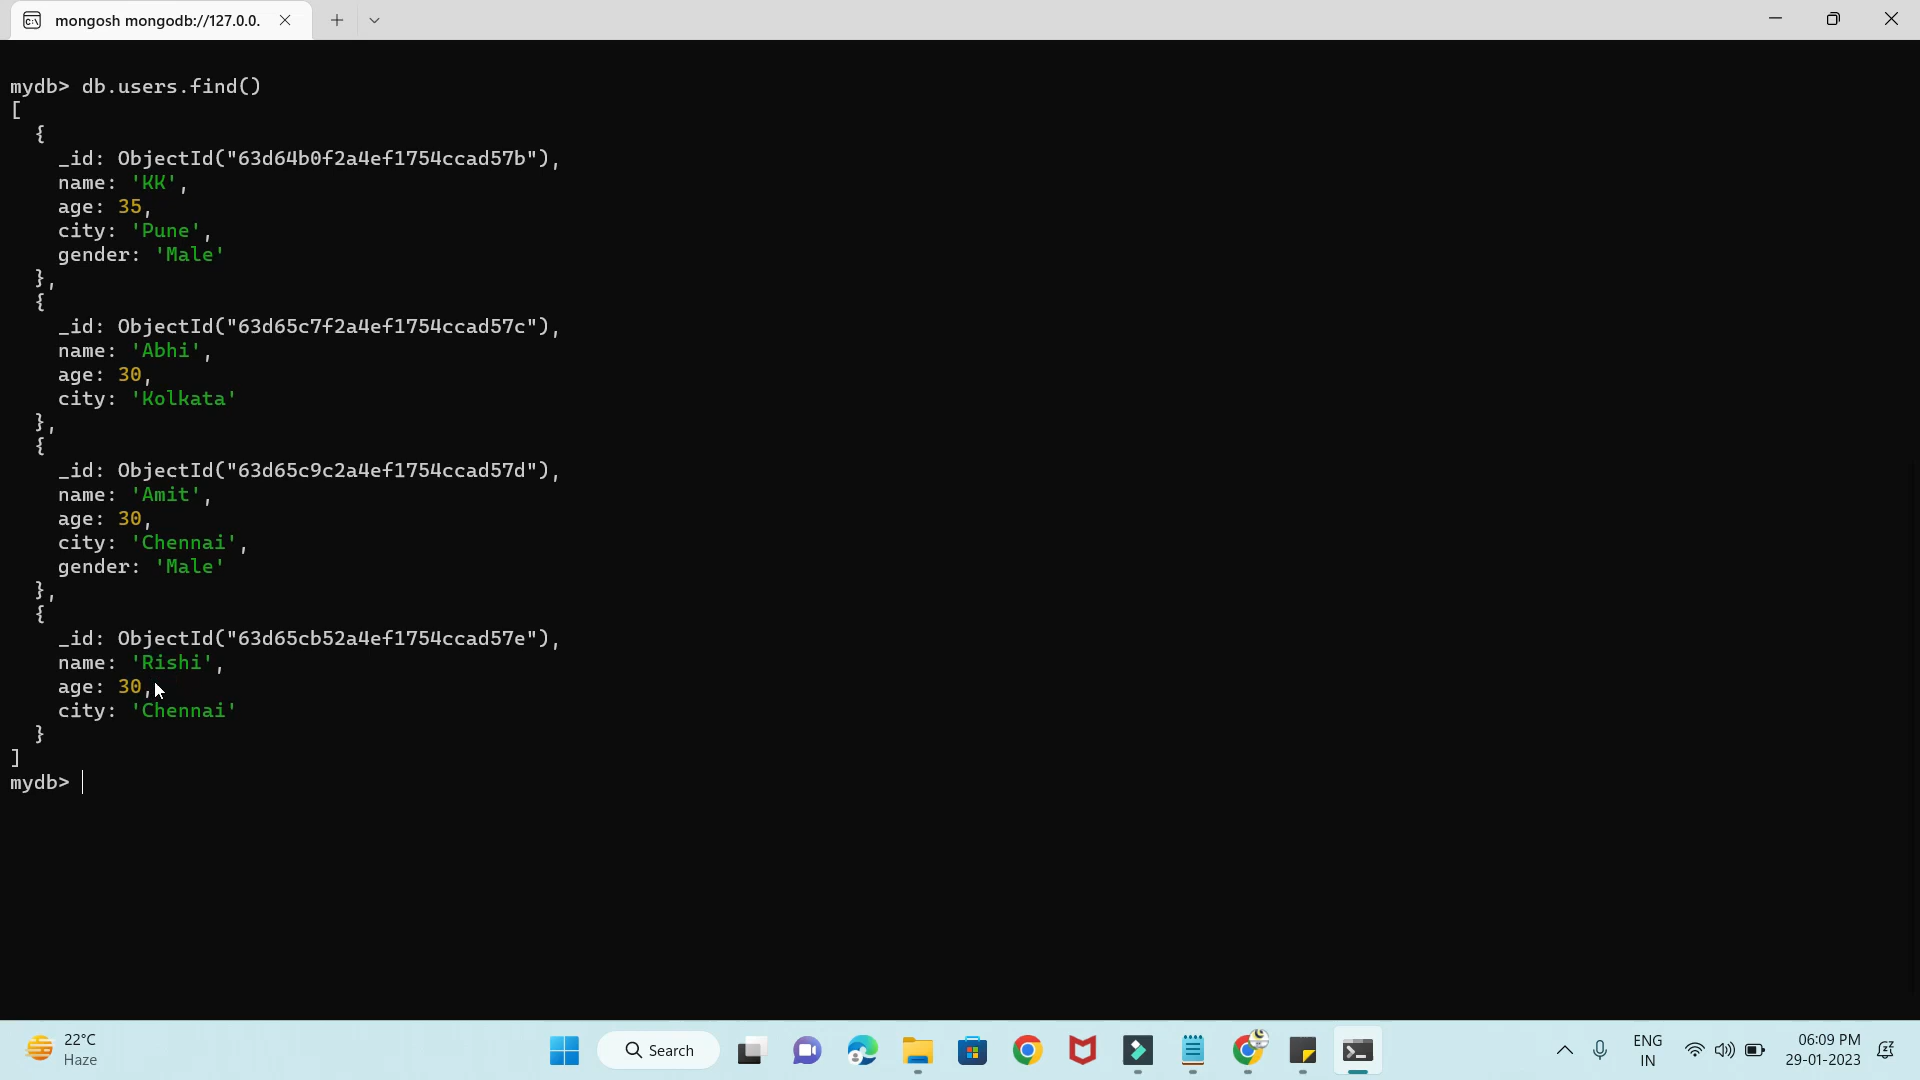 mongosh mongodb://127.0.0.
mydb> db.users.find()
[
{
_id: ObjectId("63d64b0f2a4ef1754ccad57b"),
name: 'KK',
age: 35,
city: 'Pune',
gender: 'Male'
},
{
_id: ObjectId("63d65c7f2a4ef1754ccad57c"),
name: 'Abhi',
age: 30,
city: 'Kolkata'
},
{
_id: ObjectId("63d65c9c2a4ef1754ccad57d"),
name: 'Amit',
age: 30,
city: 'Chennai',
gender: 'Male'
},
{
_id: ObjectId("63d65cb52a4ef1754ccad57e"),
name: 'Rishi',
age: 30,
city: 'Chennai'
}
]
mydb>
22°C
Haze
Search
ENG
IN
06:09 PM
29-01-2023